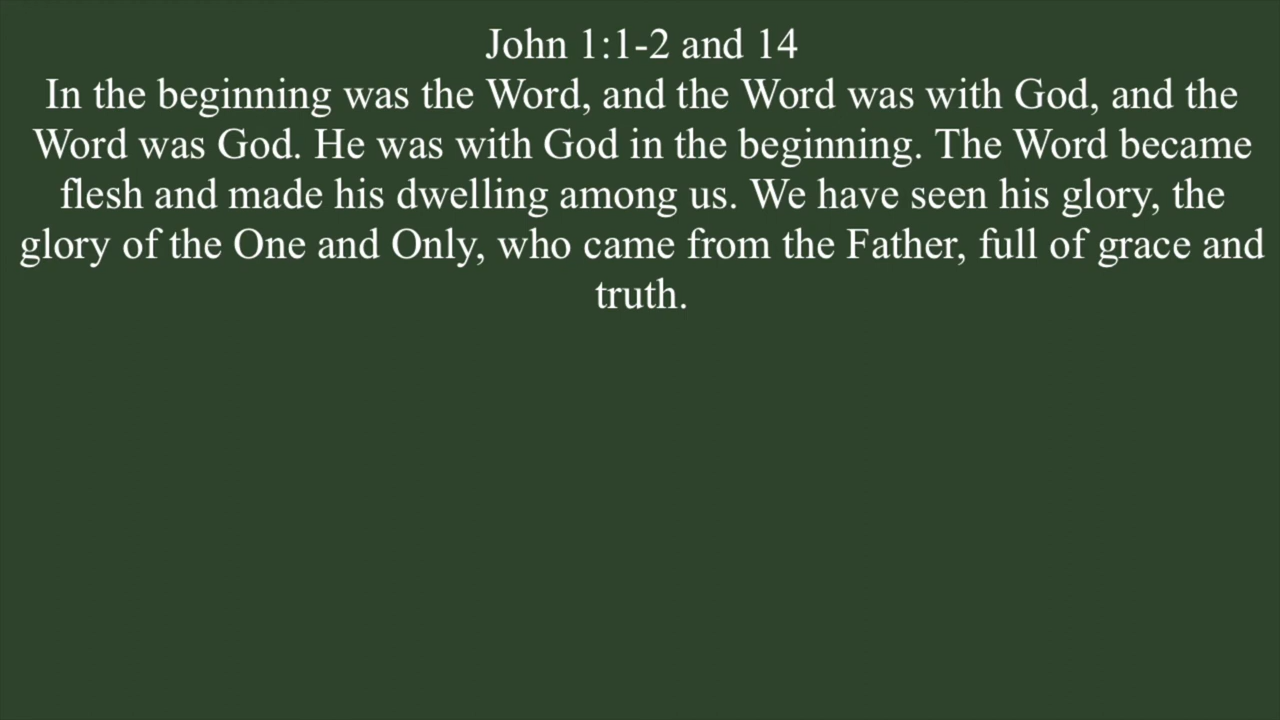 John 1:1-2 and 14
In the beginning was the Word, and the Word was with God, and the
Word was God. He was with God in the beginning. The Word became
flesh and made his dwelling among us. We have seen his glory, the
glory of the One and Only, who came from the Father, full of grace and
truth.